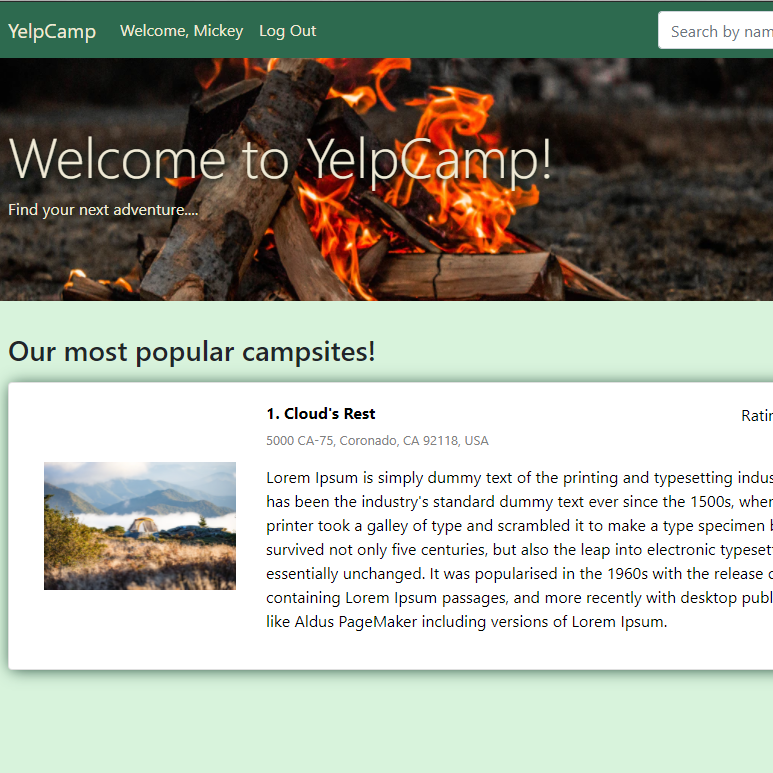 YelpCamp Welcome, Mickey Log Out Search by nam
Welcome to YelpCamp!
Find your next adventure....
Our most popular campsites!
1. Cloud's Rest
Ratin
5000 CA-75, Coronado, CA 92118, USA
Lorem Ipsum is simply dummy text of the printing and typesetting indus
has been the industry's standard dummy text ever since the 1500s, when
printer took a galley of type and scrambled it to make a type specimen b
survived not only five centuries, but also the leap into electronic typeset
essentially unchanged. It was popularised in the 1960s with the release o
containing Lorem Ipsum passages, and more recently with desktop publ
like Aldus PageMaker including versions of Lorem Ipsum.